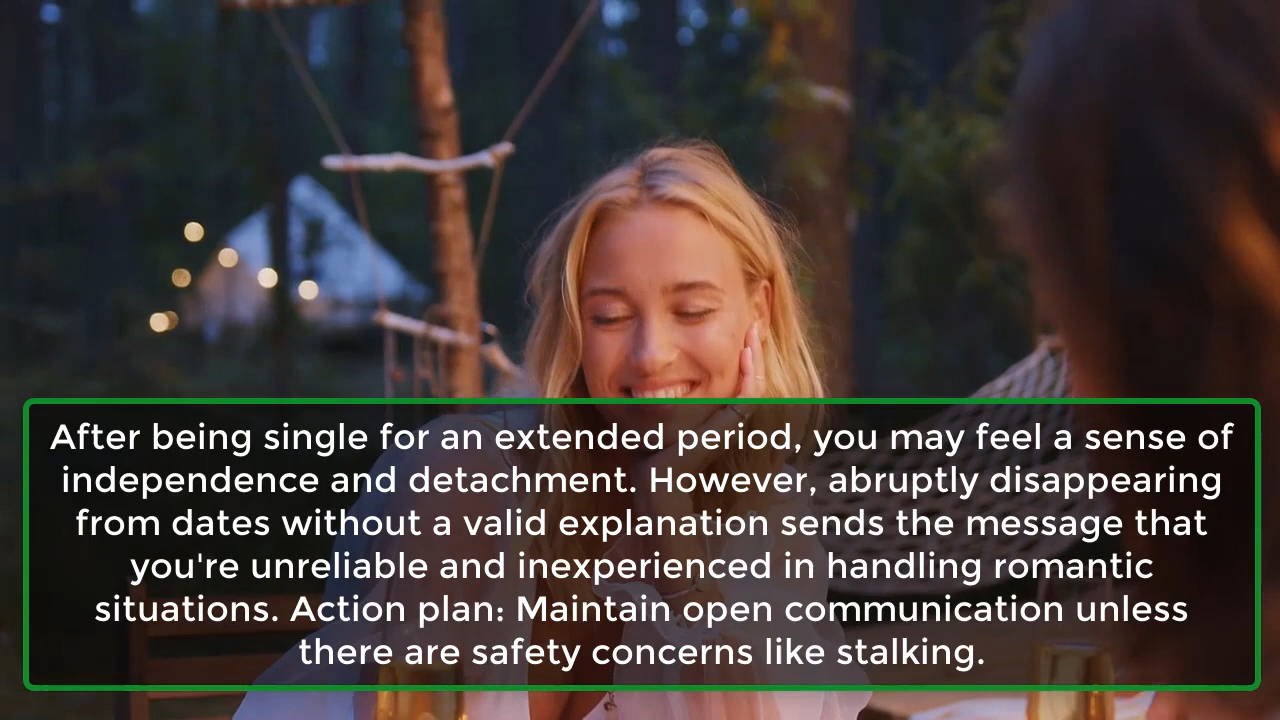 After being single for an extended period, you may feel a sense of
independence and detachment. However, abruptly disappearing
from dates without a valid explanation sends the message that
you're unreliable and inexperienced in handling romantic
situations. Action plan: Maintain open communication unless
there are safety concerns like stalking.